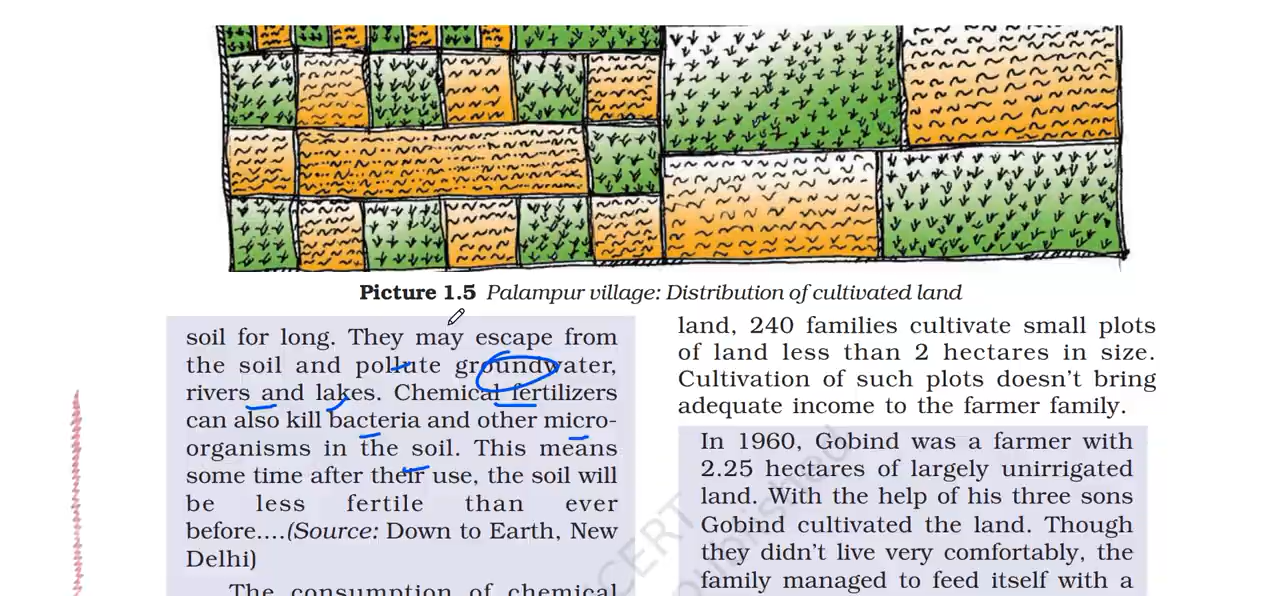 Picture 1.5 Palampur village: Distribution of cultivated land
soil for long. They may escape from
the soil and pollute groundwater,
rivers and lakes. Chemical fertilizers
can also kill bacteria and other micro-
organisms in the soil. This means
some time after their use, the soil will
be less fertile than ever
before....(Source: Down to Earth, New
Delhi)
The consumption of chemical
land, 240 families cultivate small plots
of land less than 2 hectares in size.
Cultivation of such plots doesn't bring
adequate income to the farmer family.
In 1960, Gobind was a farmer with
2.25 hectares of largely unirrigated
land. With the help of his three sons
Gobind cultivated the land. Though
they didn't live very comfortably, the
family managed to feed itself with a